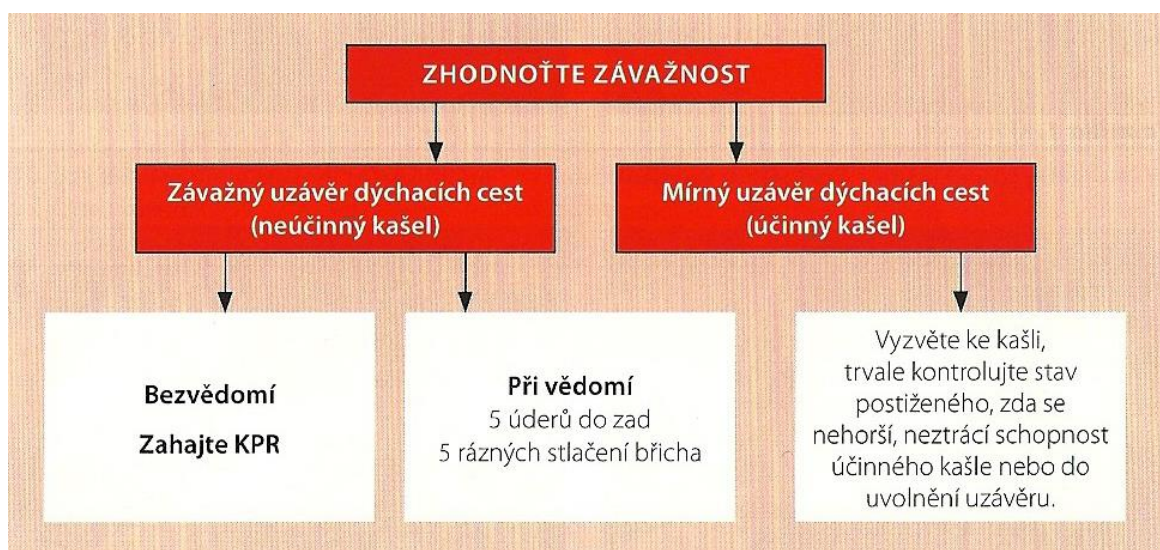 ZHODNOŤTE ZÁVAŽNOST
Závažný uzávěr dýchacích cest
(neúčinný kašel)
Mírný uzávěr dýchacích cest
(účinný kašel)
Bezvědomí
Zahajte KPR
Při vědomí
5 úderů do zad
5 rázných stlačení břicha
Vyzvěte ke kašli,
trvale kontrolujte stav
postiženého, zda se
nehorší, neztrácí schopnost
účinného kašle nebo do
uvolnění uzávěru.